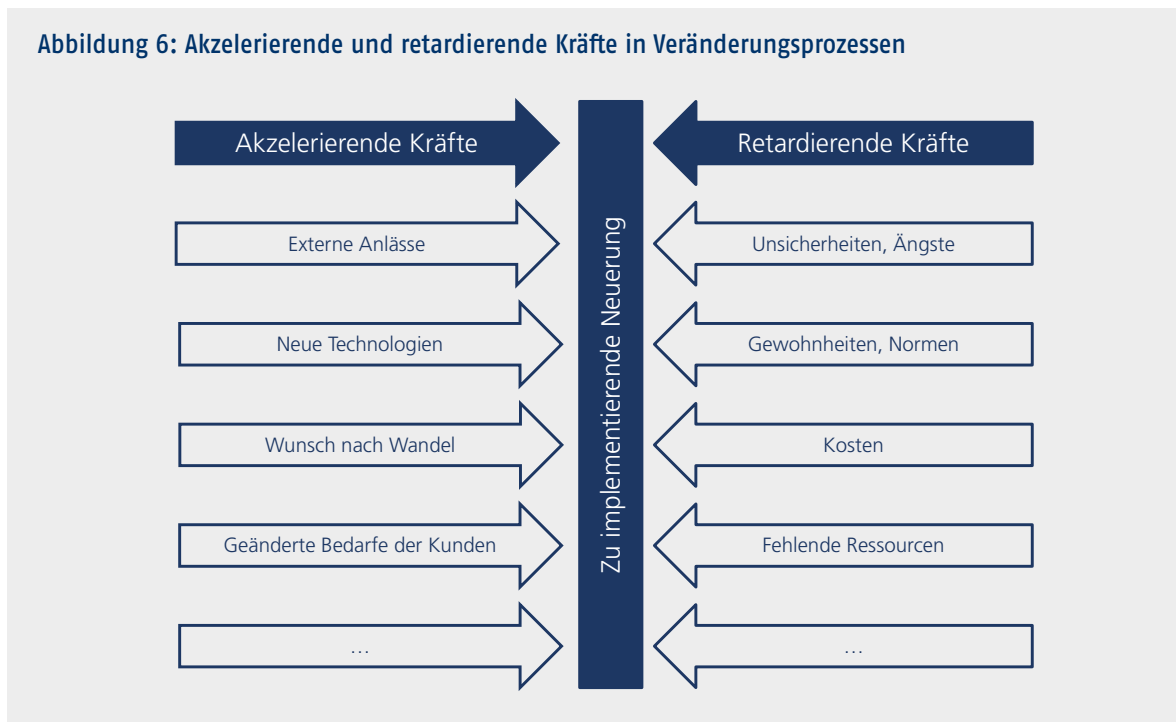 Abbildung 6: Akzelerierende und retardierende Kräfte in Veränderungsprozessen
Akzelerierende Kräfte
Externe Anlässe
Neue Technologien
Wunsch nach Wandel
Geänderte Bedarfe der Kunden
...
Zu implementierende Neuerung
Retardierende Kräfte
Unsicherheiten, Ängste
Gewohnheiten, Normen
Kosten
Fehlende Ressourcen
...